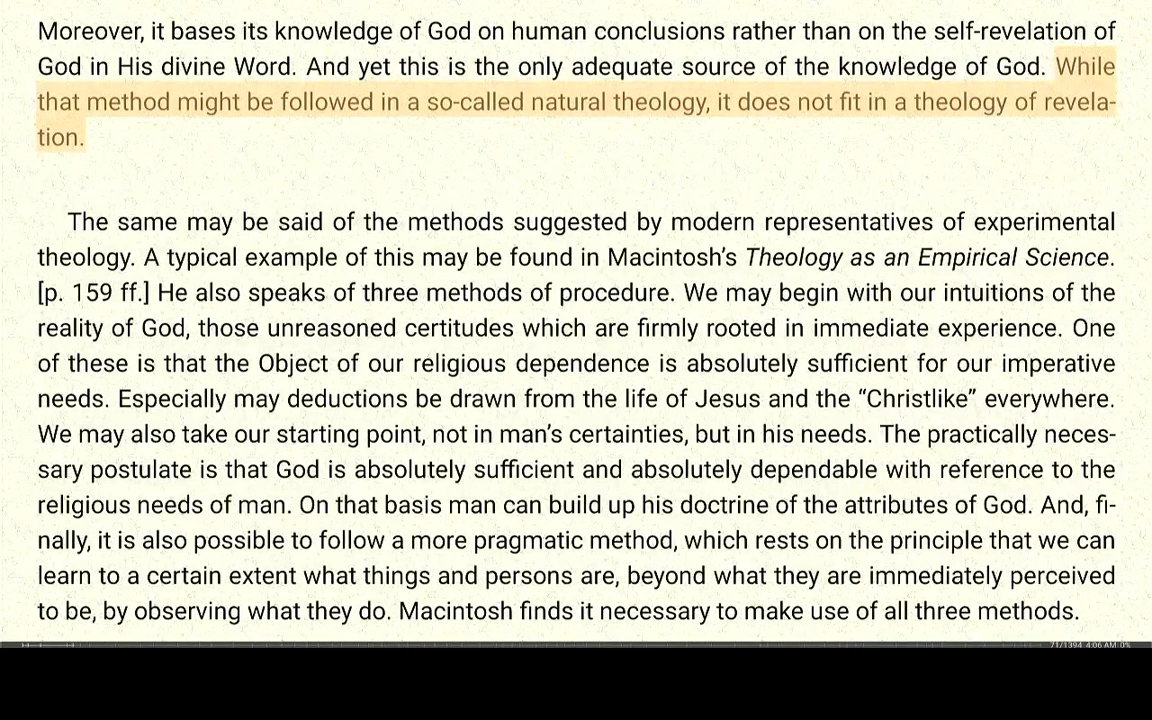 Moreover, it bases its knowledge of God on human conclusions rather than on the self-revelation of
God in His divine Word. And yet this is the only adequate source of the knowledge of God. While
that method might be followed in a so-called natural theology, it does not fit in a theology of revela-
tion.
The same may be said of the methods suggested by modern representatives of experimental
theology. A typical example of this may be found in Macintosh’s Theology as an Empirical Science.
[p. 159 ff.] He also speaks of three methods of procedure. We may begin with our intuitions of the
reality of God, those unreasoned certitudes which are firmly rooted in immediate experience. One
of these is that the Object of our religious dependence is absolutely sufficient for our imperative
needs. Especially may deductions be drawn from the life of Jesus and the “Christlike” everywhere.
We may also take our starting point, not in man’s certainties, but in his needs. The practically neces-
sary postulate is that God is absolutely sufficient and absolutely dependable with reference to the
religious needs of man. On that basis man can build up his doctrine of the attributes of God. And, fi-
nally, it is also possible to follow a more pragmatic method, which rests on the principle that we can
learn to a certain extent what things and persons are, beyond what they are immediately perceived
to be, by observing what they do. Macintosh finds it necessary to make use of all three methods.
71/1394 4:06 AM 0%